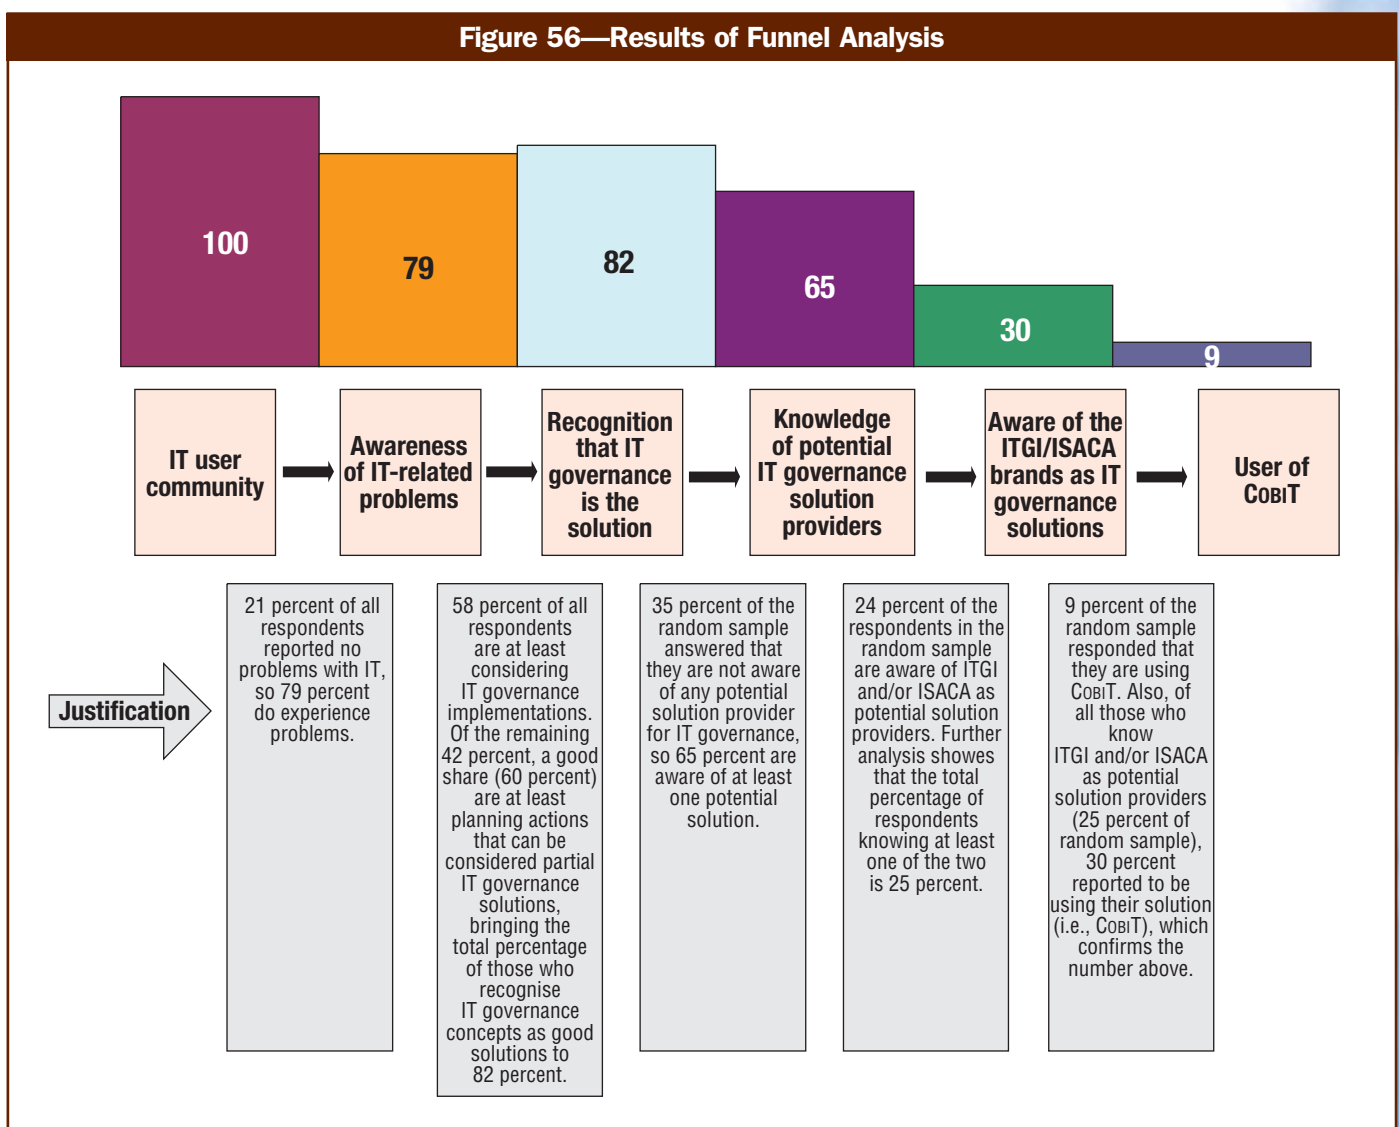 Figure 56—Results of Funnel Analysis
100
79
82
65
30
9
IT user
community
Awareness
of IT-related
problems
Recognition
that IT
governance
is the
solution
Knowledge
of potential
IT governance
solution
providers
Aware of the
ITGI/ISACA
brands as IT
governance
solutions
User of
COBIT
Justification
21 percent of all
respondents
reported no
problems with IT,
so 79 percent
do experience
problems.
58 percent of all
respondents
are at least
considering
IT governance
implementations.
Of the remaining
42 percent, a good
share (60 percent)
are at least
planning actions
that can be
considered partial
IT governance
solutions,
bringing the
total percentage
of those who
recognise
IT governance
concepts as good
solutions to
82 percent.
35 percent of the
random sample
answered that
they are not aware
of any potential
solution provider
for IT governance,
so 65 percent are
aware of at least
one potential
solution.
24 percent of the
respondents in the
random sample
are aware of ITGI
and/or ISACA as
potential solution
providers. Further
analysis showes
that the total
percentage of
respondents
knowing at least
one of the two
is 25 percent.
9 percent of the
random sample
responded that
they are using
COBIT. Also, of
all those who
know
ITGI and/or ISACA
as potential
solution providers
(25 percent of
random sample),
30 percent
reported to be
using their solution
(i.e., COBIT), which
confirms the
number above.